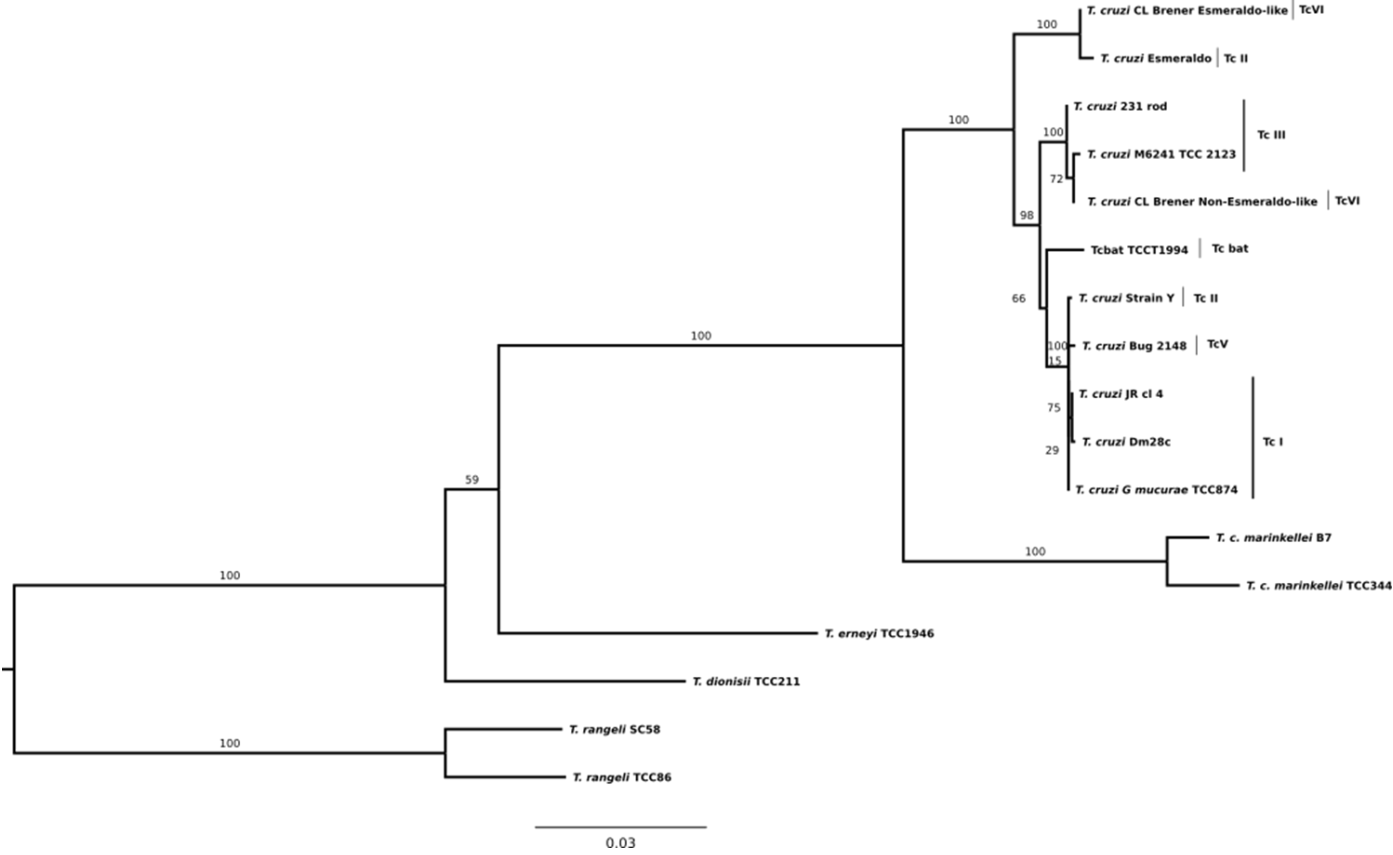 T. cruzi CL Brener Esmeraldo-like TcVI
100
T. cruzi Esmeraldo Tc II
T. cruzi 231 rod
100
100
Tc III
T. cruzi M6241 TCC 2123
72
T. cruzi CL Brener Non-Esmeraldo-like TcVI
98
Tcbat TCCT1994 Tc bat
66
T. cruzi Strain Y Tc II
100
100
T. cruzi Bug 2148 TcV
15
T. cruzi JR cl 4
75
T. cruzi Dm28c
Tc I
29
59
T. cruzi G mucurae TCC874
T. c. marinkellei B7
100
100
T. c. marinkellei TCC344
T. erneyi TCC1946
T. dionisii TCC211
T. rangeli SC58
100
T. rangeli TCC86
0.03